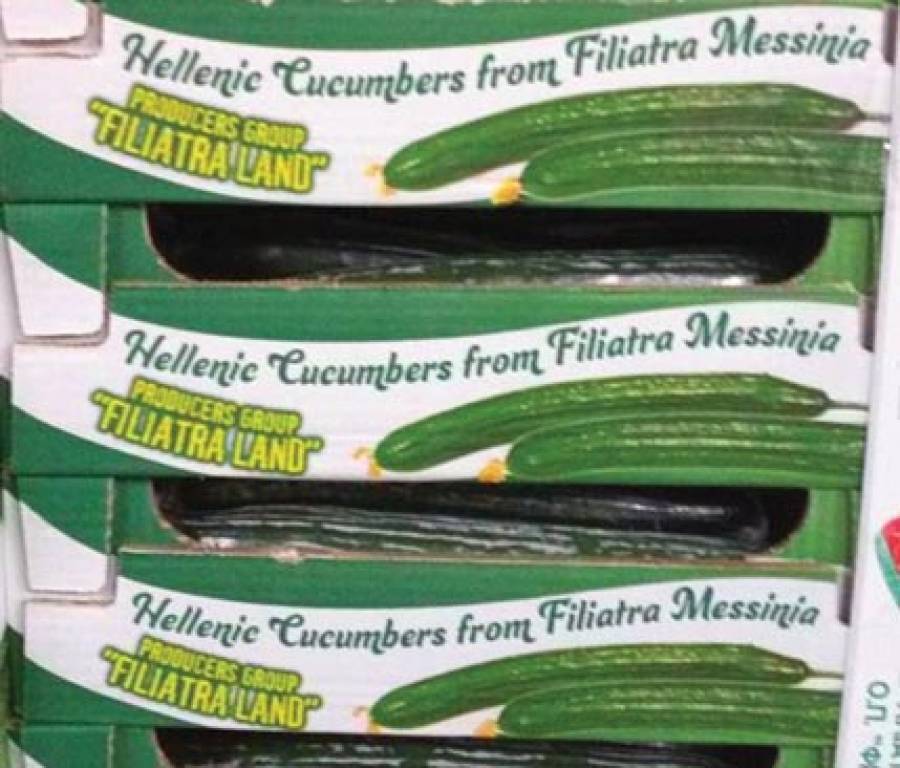 Hellenic Cucumbers from Filiatra Messinia
PRODUCERS GROUP
"FILIATRA LAND"
Hellenic Cucumbers from Filiatra Messinia
PRODUCERS GROUP
"FILIATRA LAND"
Hellenic Cucumbers from Filiatra Messinia
PRODUCERS GROUP
"FILIATRA LAND"